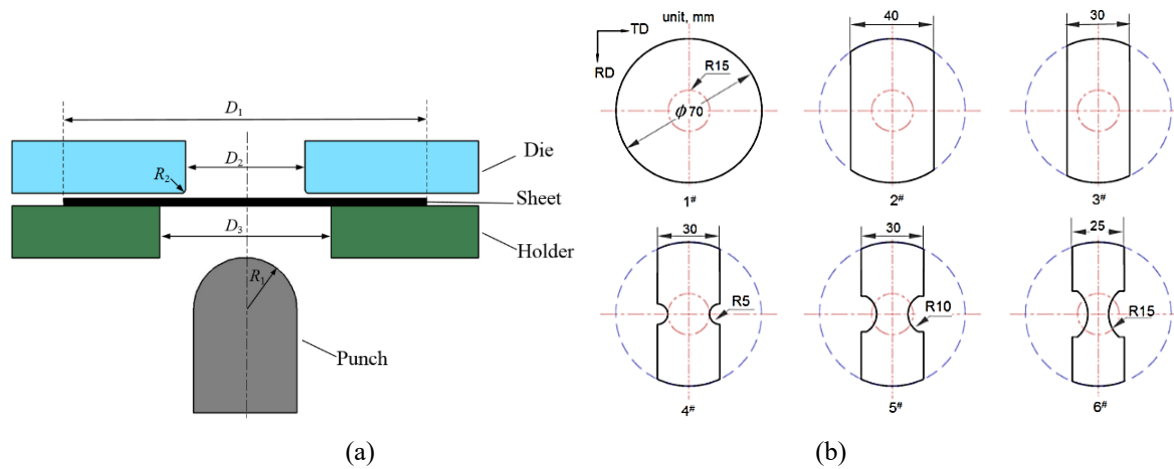 D₁
Die
D₂
R₂
Sheet
D₃
Holder
R₁
Punch
(a)
unit, mm
TD
RD
R15
ϕ70
1#
40
2#
30
3#
30
R5
4#
30
R10
5#
25
R15
6#
(b)